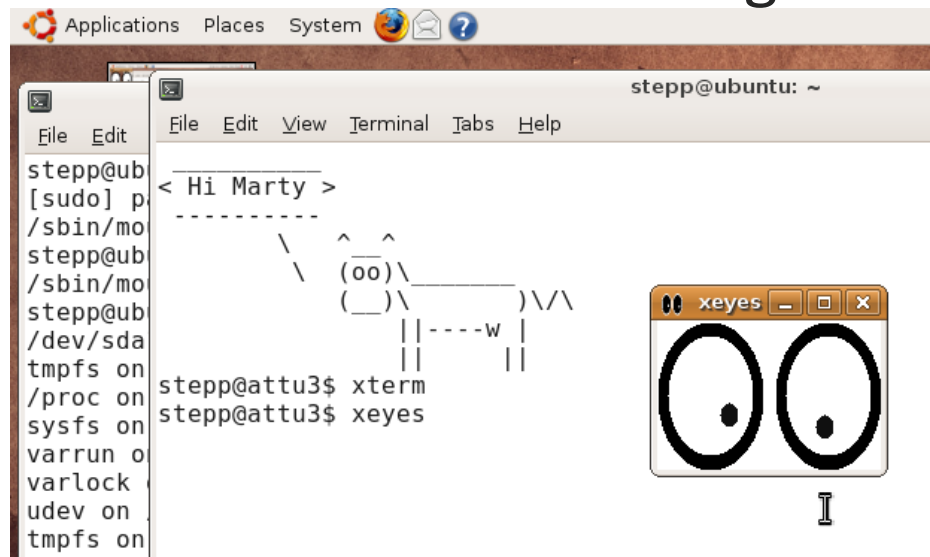 Applications Places System
stepp@ubuntu: ~
File Edit
File Edit View Terminal Tabs Help
stepp@ub
[sudo]
/sbin/mo
stepp@ub
/sbin/mo
stepp@ub
/dev/sda
tmpfs on
/proc on
sysfs on
varrun
varlock
udev on
tmpfs on
 __________
< Hi Marty >
 ----------
        \   ^__^
         \  (oo)\_______
            (__)\       )\/\
                ||----w |
                ||     ||
stepp@attu3$ xterm
stepp@attu3$ xeyes
xeyes